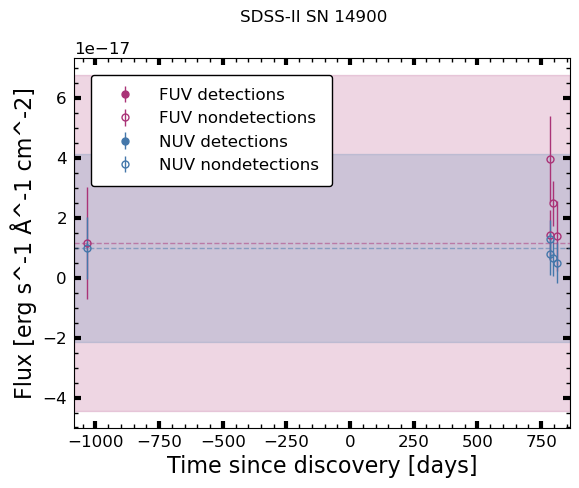 SDSS-II SN 14900
1e−17
FUV detections
FUV nondetections
NUV detections
NUV nondetections
6
4
2
0
−2
−4
Flux [erg s^-1 Å^-1 cm^-2]
−1000 −750 −500 −250 0 250 500 750
Time since discovery [days]